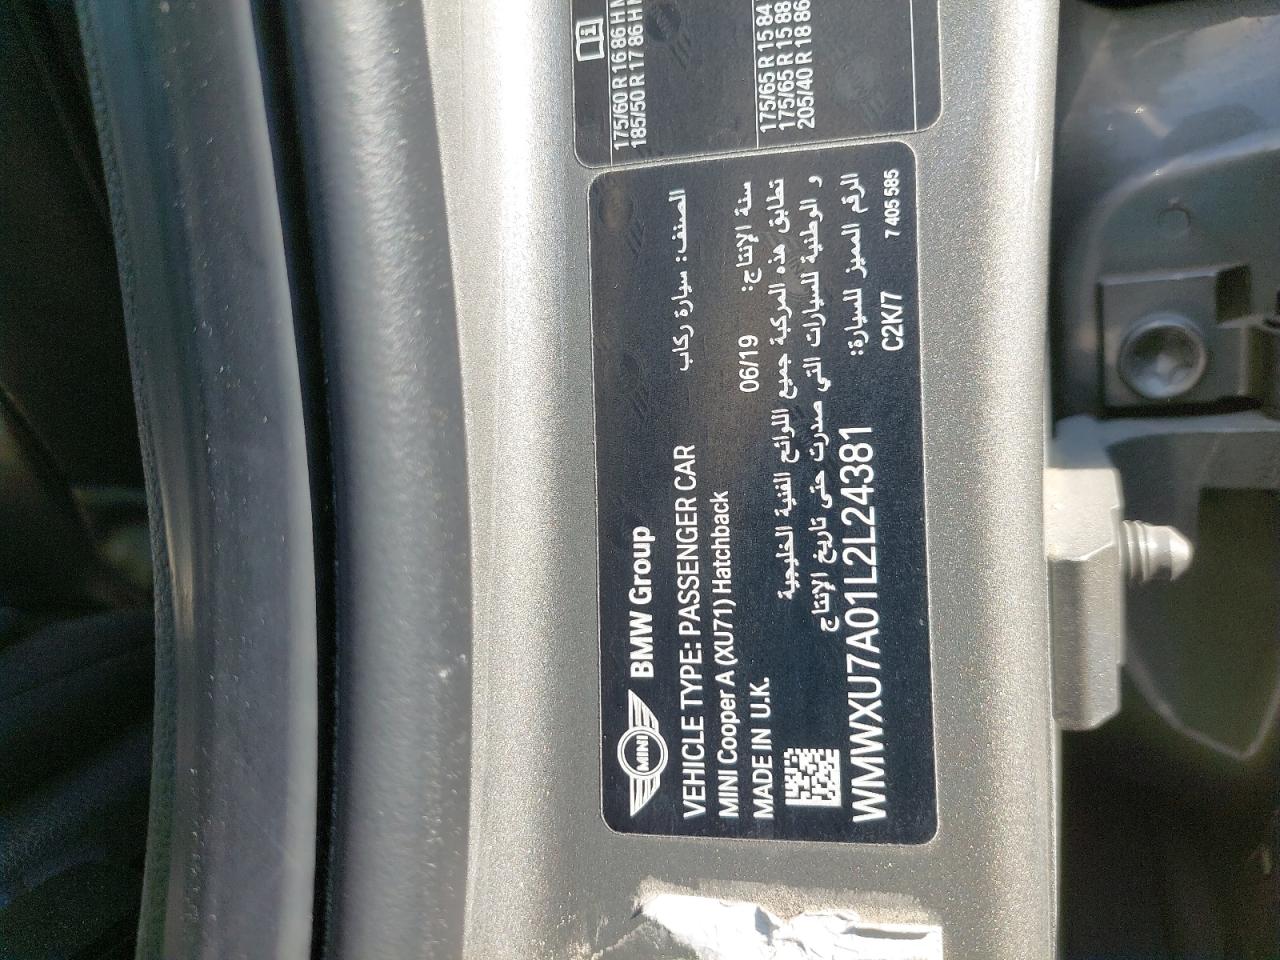 MINI BMW Group
VEHICLE TYPE: PASSENGER CAR الصنف: سيارة ركاب
MINI Cooper A (XU71) Hatchback
MADE IN U.K. 06/19 سنة الإنتاج:
تطابق هذه المركبة جميع اللوائح الفنية الخليجية
و الوطنية للسيارات التي صدرت حتى تاريخ الإنتاج
الرقم المميز للسيارة:
WMWXU7A01L2L24381 C2K/7 7 405 585
175/60 R 16 86 H
185/50 R 17 86 H
175/65 R 15 84
175/65 R 15 88
205/40 R 18 86